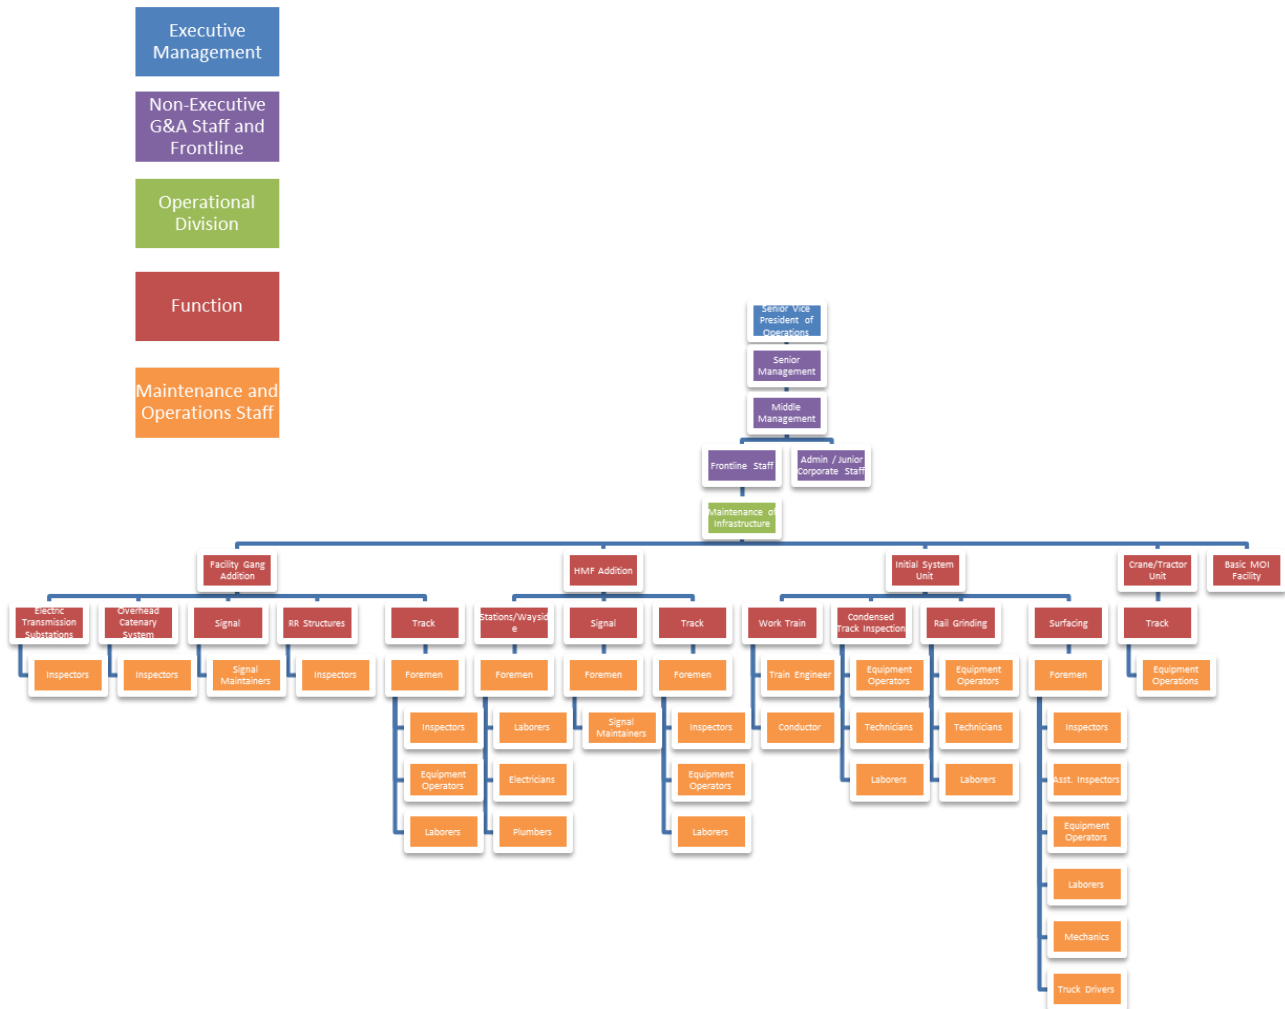 Executive
Management
Non-Executive
G&A Staff and
Frontline
Operational
Division
Function
Maintenance and
Operations Staff
Senior Vice
President of
Operations
Senior
Management
Middle
Management
Frontline Staff
Admin / Junior
Corporate Staff
Maintenance of
Infrastructure
Facility Gang
Addition
HMF Addition
Initial System
Unit
Crane/Tractor
Unit
Basic MOI
Facility
Electric
Transmission
Substations
Overhead
Catenary
System
Signal
RR Structures
Track
Stations/Waysid
e
Signal
Track
Work Train
Condensed
Track Inspection
Rail Grinding
Surfacing
Track
Inspectors
Inspectors
Signal
Maintainers
Inspectors
Foremen
Foremen
Foremen
Foremen
Train Engineer
Equipment
Operators
Equipment
Operators
Foremen
Equipment
Operations
Inspectors
Laborers
Signal
Maintainers
Inspectors
Conductor
Technicians
Technicians
Inspectors
Equipment
Operators
Electricians
Equipment
Operators
Laborers
Laborers
Asst. Inspectors
Laborers
Plumbers
Laborers
Equipment
Operators
Laborers
Mechanics
Truck Drivers